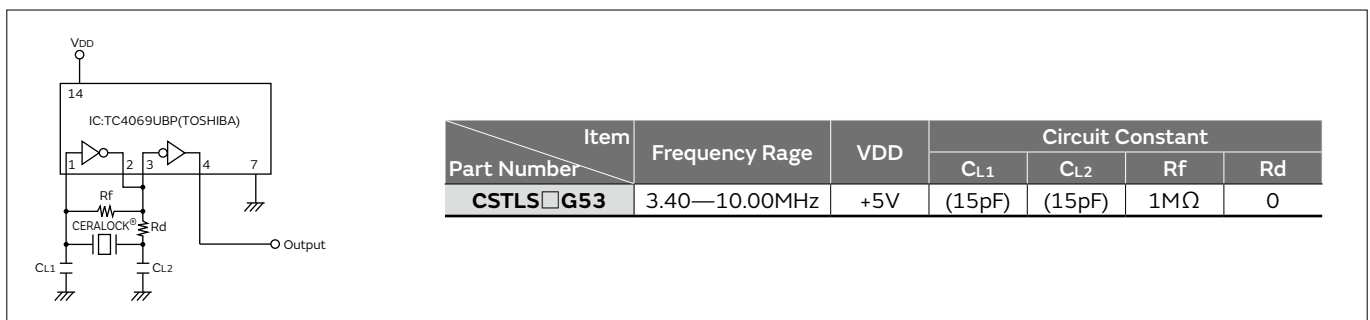 VDD
14
IC:TC4069UBP(TOSHIBA)
1 2 3 4 7
Rf
CERALOCK® Rd
Output
CL1 CL2
Item
Part Number
Frequency Rage
VDD
Circuit Constant
CL1 CL2 Rf Rd
CSTLS□G53 3.40—10.00MHz +5V (15pF) (15pF) 1MΩ 0